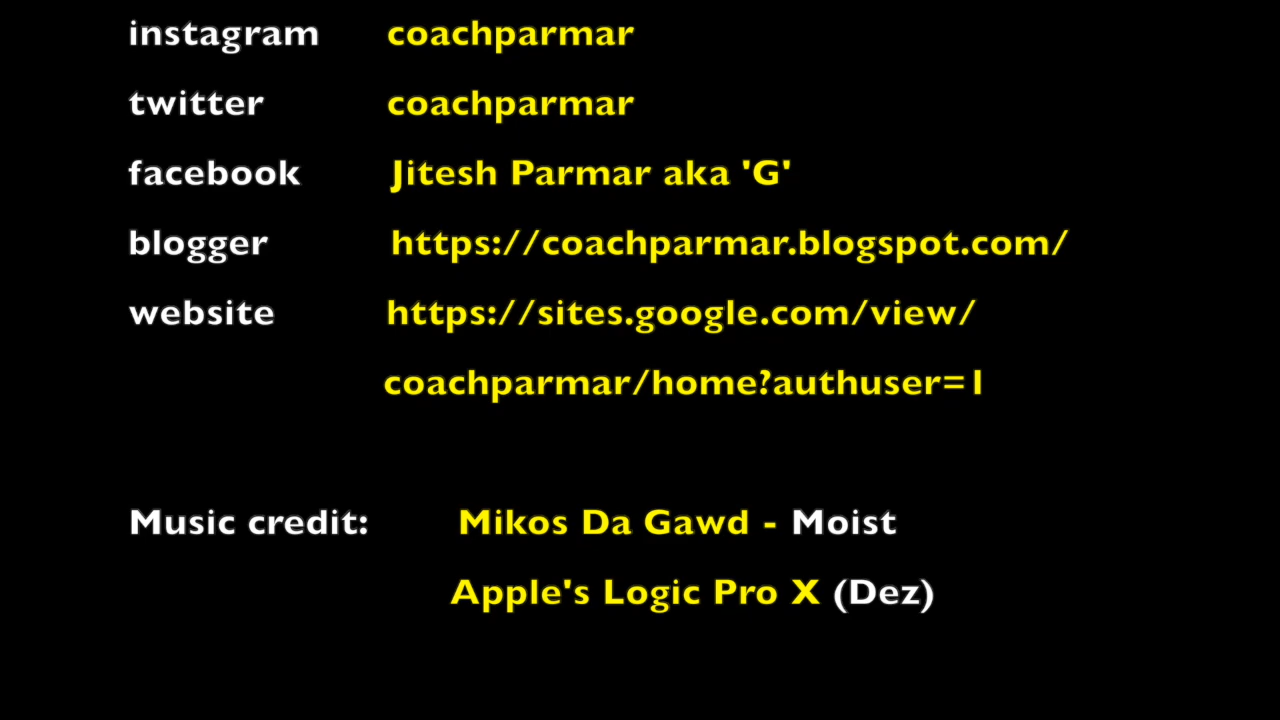 instagram coachparmar
twitter coachparmar
facebook Jitesh Parmar aka 'G'
blogger https://coachparmar.blogspot.com/
website https://sites.google.com/view/
coachparmar/home?authuser=1
Music credit: Mikos Da Gawd - Moist
Apple's Logic Pro X (Dez)